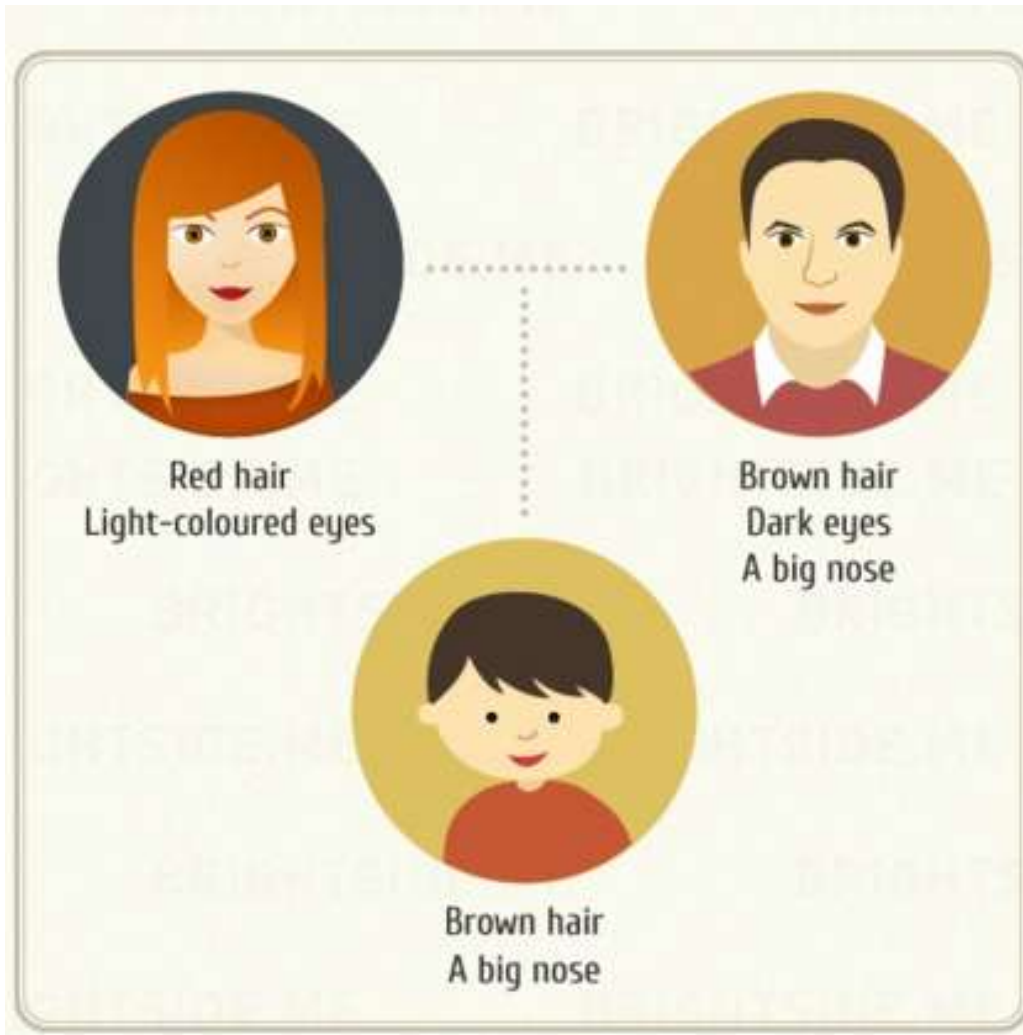 Red hair
Light-coloured eyes
Brown hair
Dark eyes
A big nose
Brown hair
A big nose